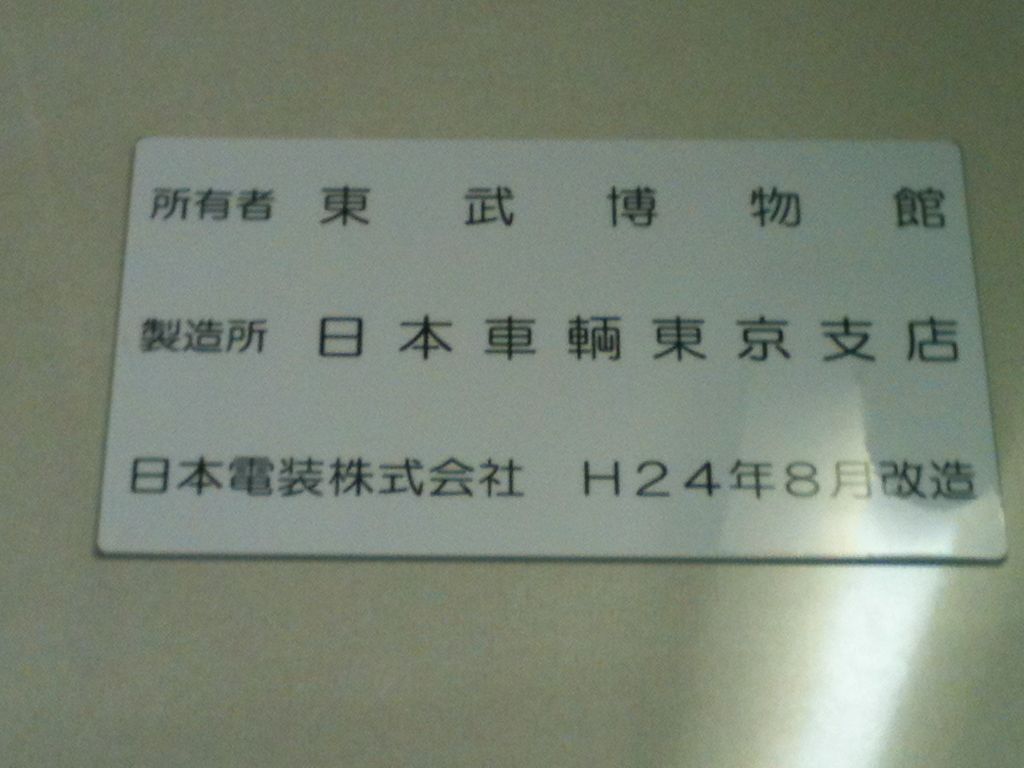 所有者 東武博物館
製造所 日本車輌東京支店
日本電装株式会社 H24年8月改造